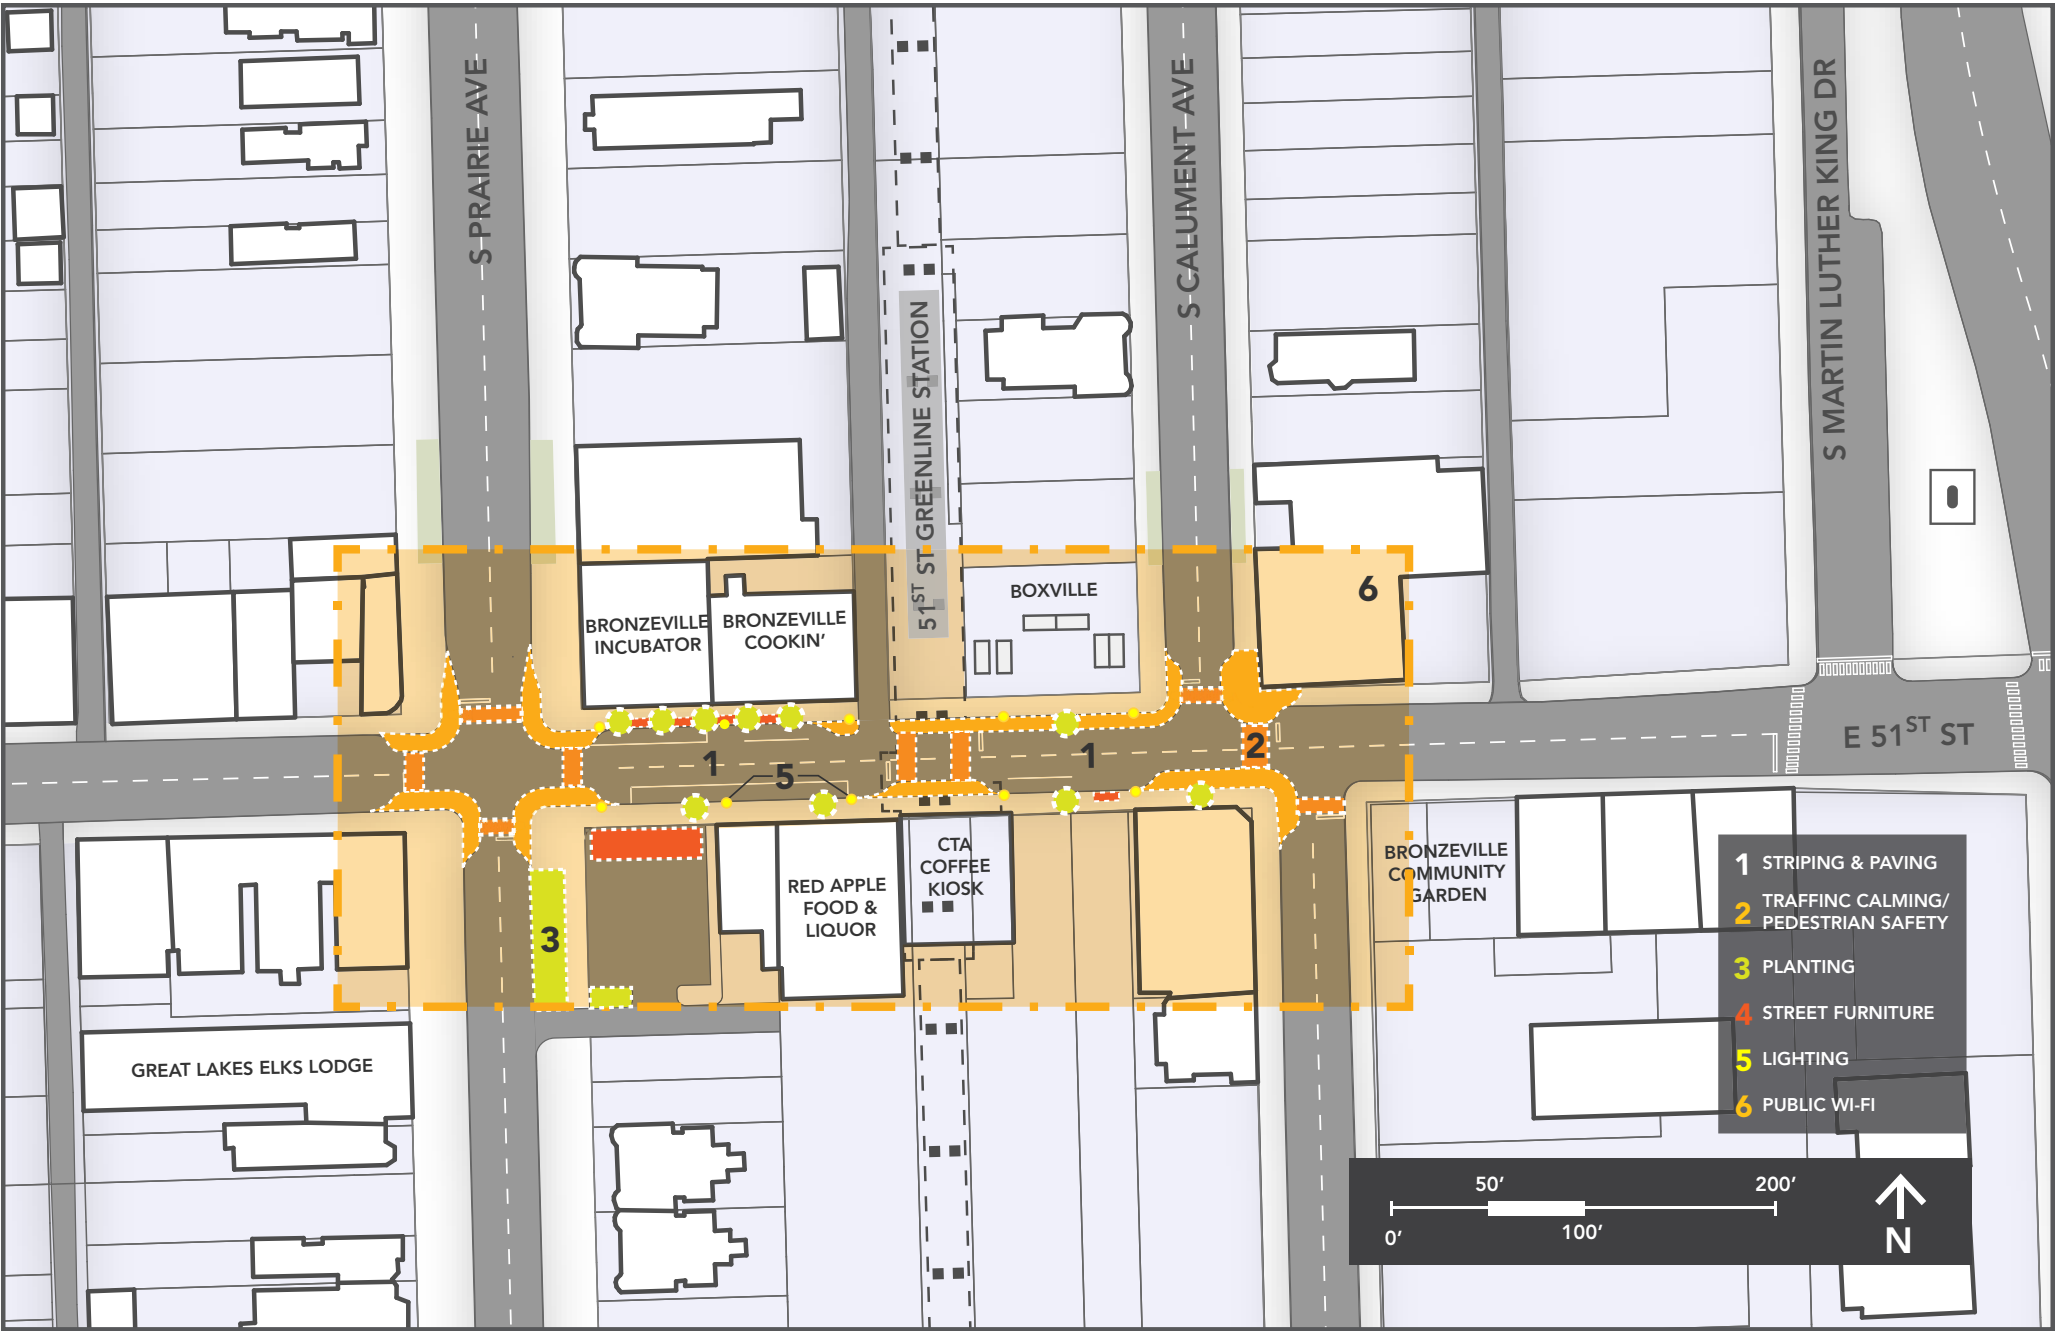 S PRAIRIE AVE
S CALUMENT AVE
S MARTIN LUTHER KING DR
51ST ST GREENLINE STATION
6
BOXVILLE
BRONZEVILLE
INCUBATOR
BRONZEVILLE
COOKIN'
1
5
1
2
E 51ST ST
CTA
COFFEE
KIOSK
RED APPLE
FOOD &
LIQUOR
BRONZEVILLE
COMMUNITY
GARDEN
3
GREAT LAKES ELKS LODGE
1 STRIPING & PAVING
2 TRAFFINC CALMING/
PEDESTRIAN SAFETY
3 PLANTING
4 STREET FURNITURE
5 LIGHTING
6 PUBLIC WI-FI
50'
200'
0'
100'
N